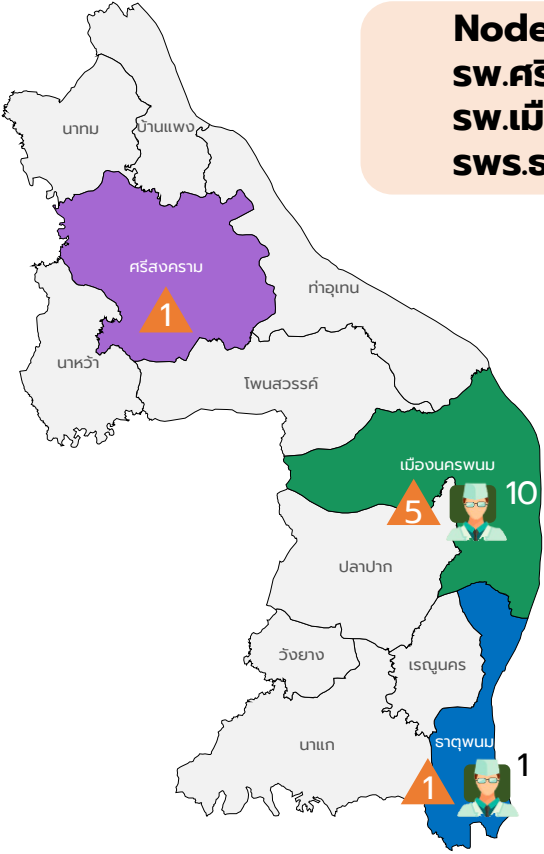 Node
รพ.ศรี
รพ.เมื
รพร.ธ
นาทม
บ้านแพง
ศรีสงคราม
1
ท่าอุเทน
นาหว้า
โพนสวรรค์
เมืองนครพนม
5
10
ปลาปาก
วังยาง
เรณูนคร
นาแก
ธาตุพนม
1
1